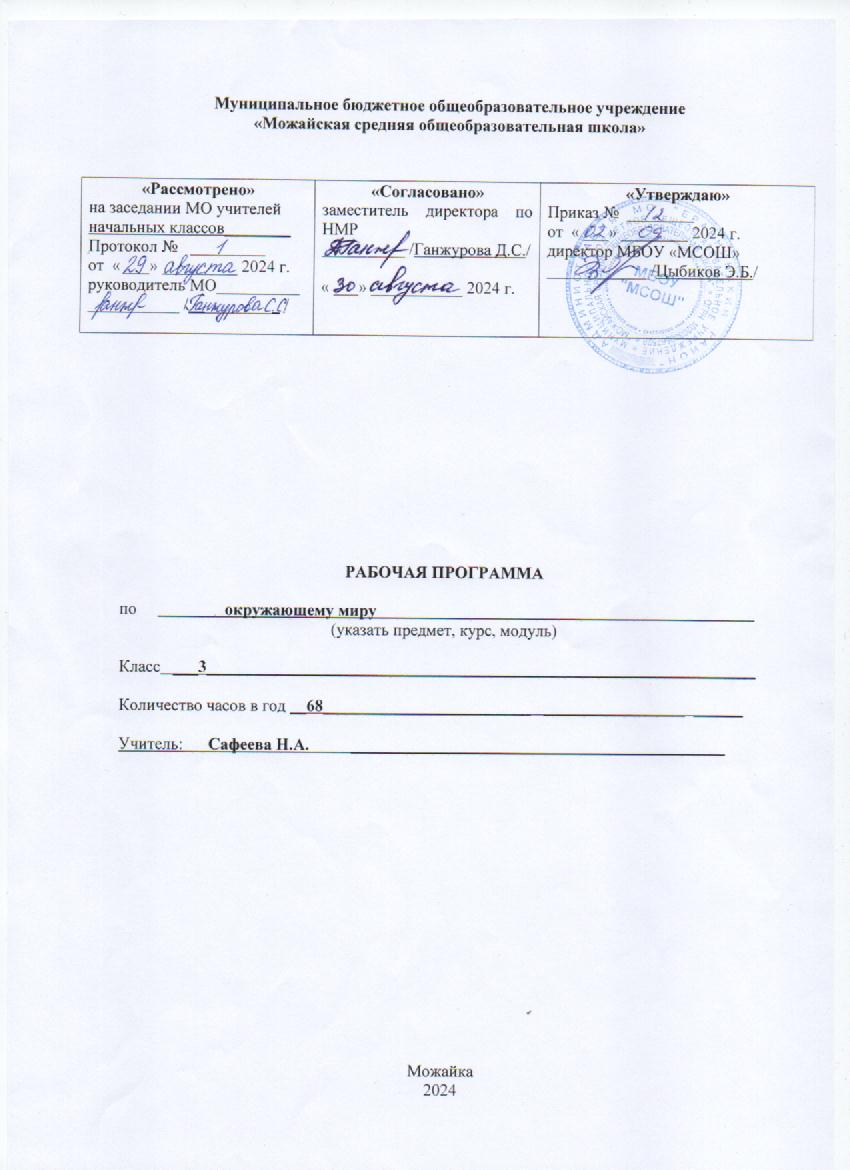 Муниципальное бюджетное общеобразовательное учреждение
«Можайская средняя общеобразовательная школа»
«Рассмотрено»
на заседании МО учителей
начальных классов
Протокол № 1
от «29» августа 2024 г.
руководитель МО
/Ганжурова С.С/
«Согласовано»
заместитель директора по
НМР
/Ганжурова Д.С./
«30» августа 2024 г.
«Утверждаю»
Приказ № 12
от «02» 09 2024 г.
директор МБОУ «МСОШ»
/Цыбиков Э.Б./
МБОУ
"МСОШ"
РАБОЧАЯ ПРОГРАММА
по окружающему миру
(указать предмет, курс, модуль)
Класс 3
Количество часов в год 68
Учитель: Сафеева Н.А.
Можайка
2024